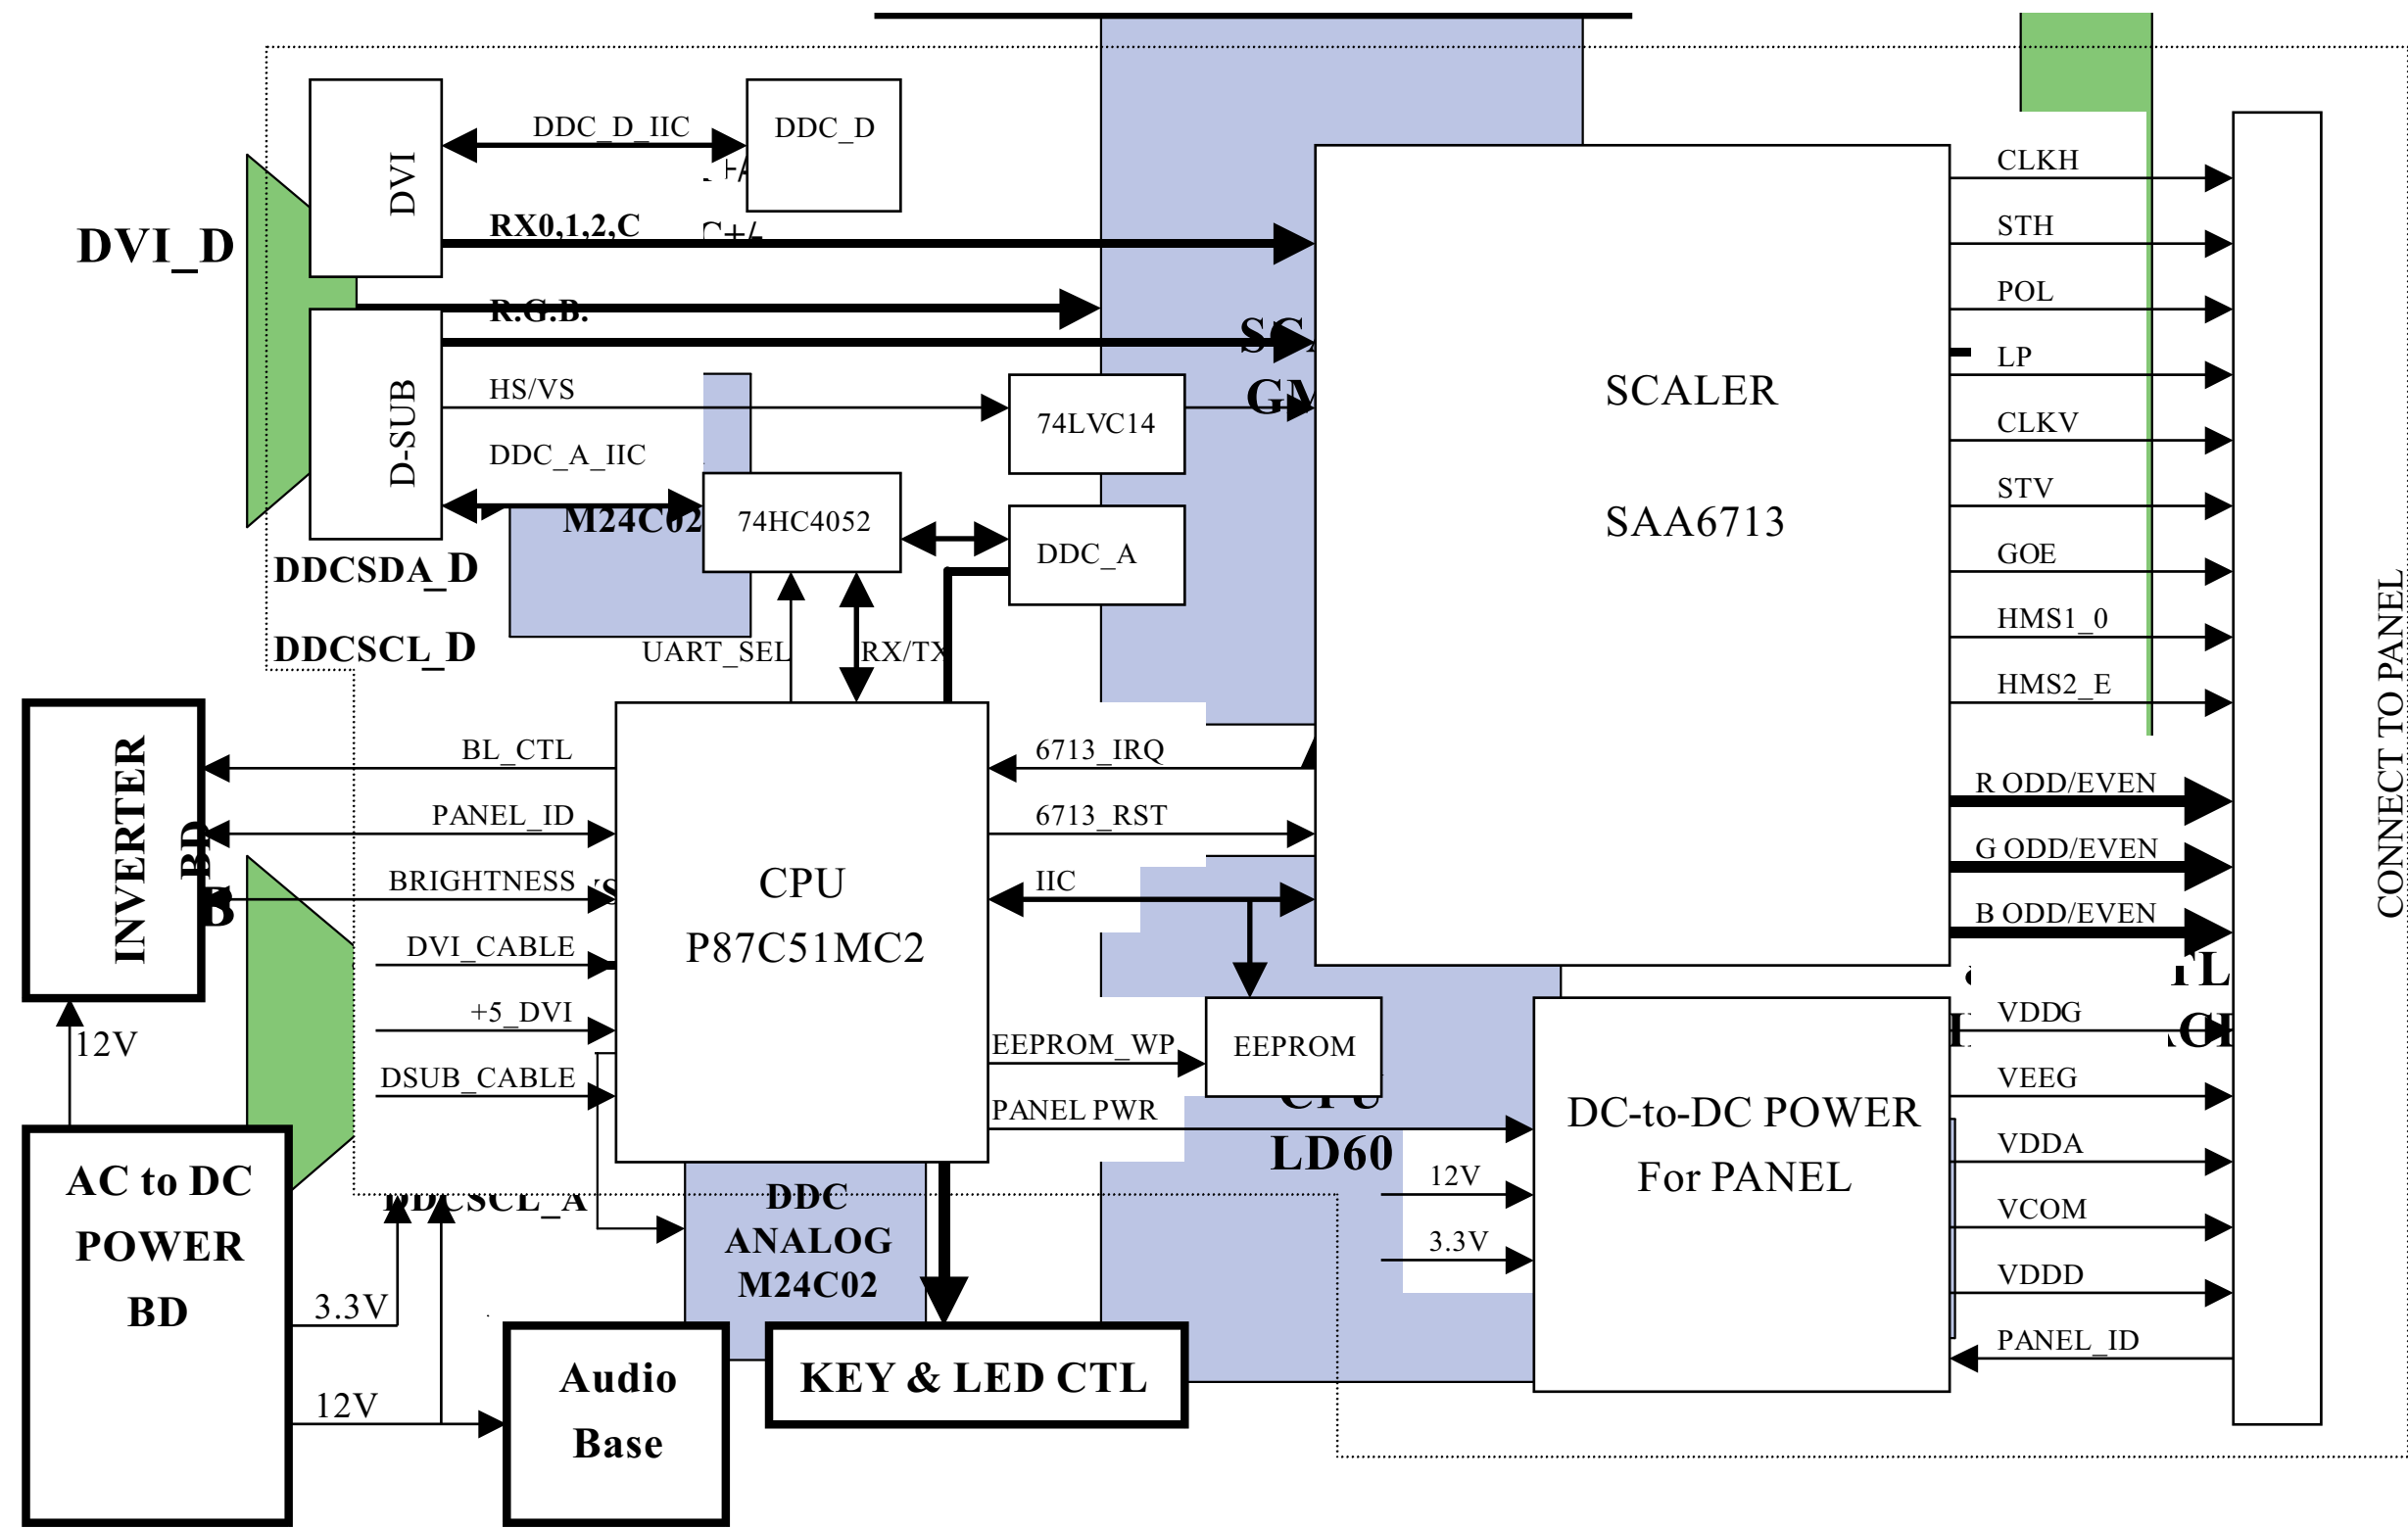 DVI
DDC_D_IIC
DDC_D
DVI_D
RX0,1,2,C
R.G.B.
D-SUB
HS/VS
74LVC14
DDC_A_IIC
M24C02
74HC4052
DDC_A
DDCSDA_D
DDCSCL_D
UART_SEL
RX/TX
SCALER
SAA6713
CLKH
STH
POL
LP
CLKV
STV
GOE
HMS1_0
HMS2_E
R ODD/EVEN
G ODD/EVEN
B ODD/EVEN
CONNECT TO PANEL
INVERTER
BD
B
BL_CTL
PANEL_ID
BRIGHTNESS
DVI_CABLE
+5_DVI
DSUB_CABLE
CPU
P87C51MC2
6713_IRQ
6713_RST
IIC
EEPROM_WP
EEPROM
PANEL PWR
CPU
LD60
12V
3.3V
DC-to-DC POWER
For PANEL
VDDG
VEEG
VDDA
VCOM
VDDD
PANEL_ID
12V
AC to DC
POWER
BD
3.3V
12V
DDCSCL_A
DDC
ANALOG
M24C02
Audio
Base
KEY & LED CTL